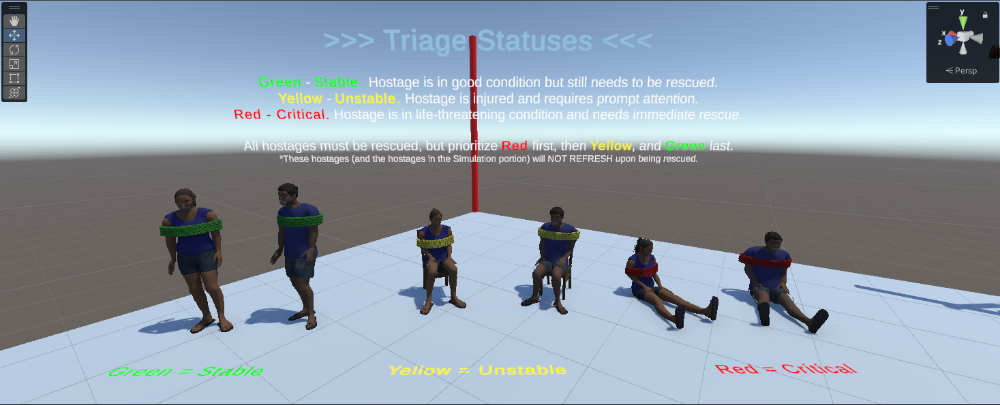 >>> Triage Statuses <<<
y
x
z
Persp
Green - Stable. Hostage is in good condition but still needs to be rescued.
Yellow - Unstable. Hostage is injured and requires prompt attention.
Red - Critical. Hostage is in life-threatening condition and needs immediate rescue.
All hostages must be rescued, but prioritize Red first, then Yellow, and Green last.
*These hostages (and the hostages in the Simulation portion) will NOT REFRESH upon being rescued.
Green = Stable
Yellow = Unstable
Red = Critical